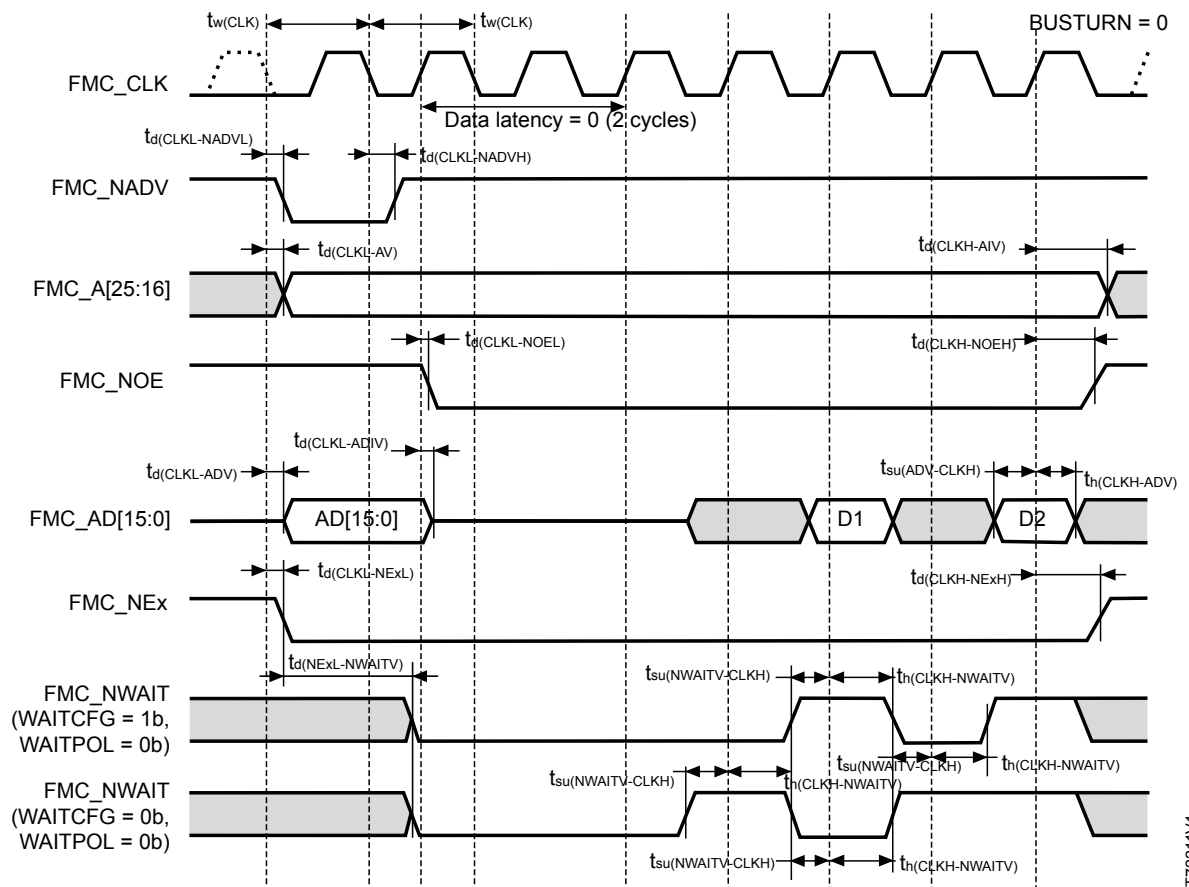 tw(CLK) tw(CLK) BUSTURN = 0
FMC_CLK
Data latency = 0 (2 cycles)
td(CLKL-NADVL) td(CLKL-NADVH)
FMC_NADV
td(CLKL-AV) td(CLKH-AIV)
FMC_A[25:16]
td(CLKL-NOEL) td(CLKH-NOEH)
FMC_NOE
td(CLKL-ADIV)
td(CLKL-ADV) tsu(ADV-CLKH) th(CLKH-ADV)
FMC_AD[15:0] AD[15:0] D1 D2
td(CLKL-NExL) td(CLKH-NExH)
FMC_NEx
td(NExL-NWAITV)
tsu(NWAITV-CLKH) th(CLKH-NWAITV)
FMC_NWAIT
(WAITCFG = 1b,
WAITPOL = 0b)
tsu(NWAITV-CLKH) th(CLKH-NWAITV)
tsu(NWAITV-CLKH) th(CLKH-NWAITV)
FMC_NWAIT
(WAITCFG = 0b,
WAITPOL = 0b)
tsu(NWAITV-CLKH) th(CLKH-NWAITV)